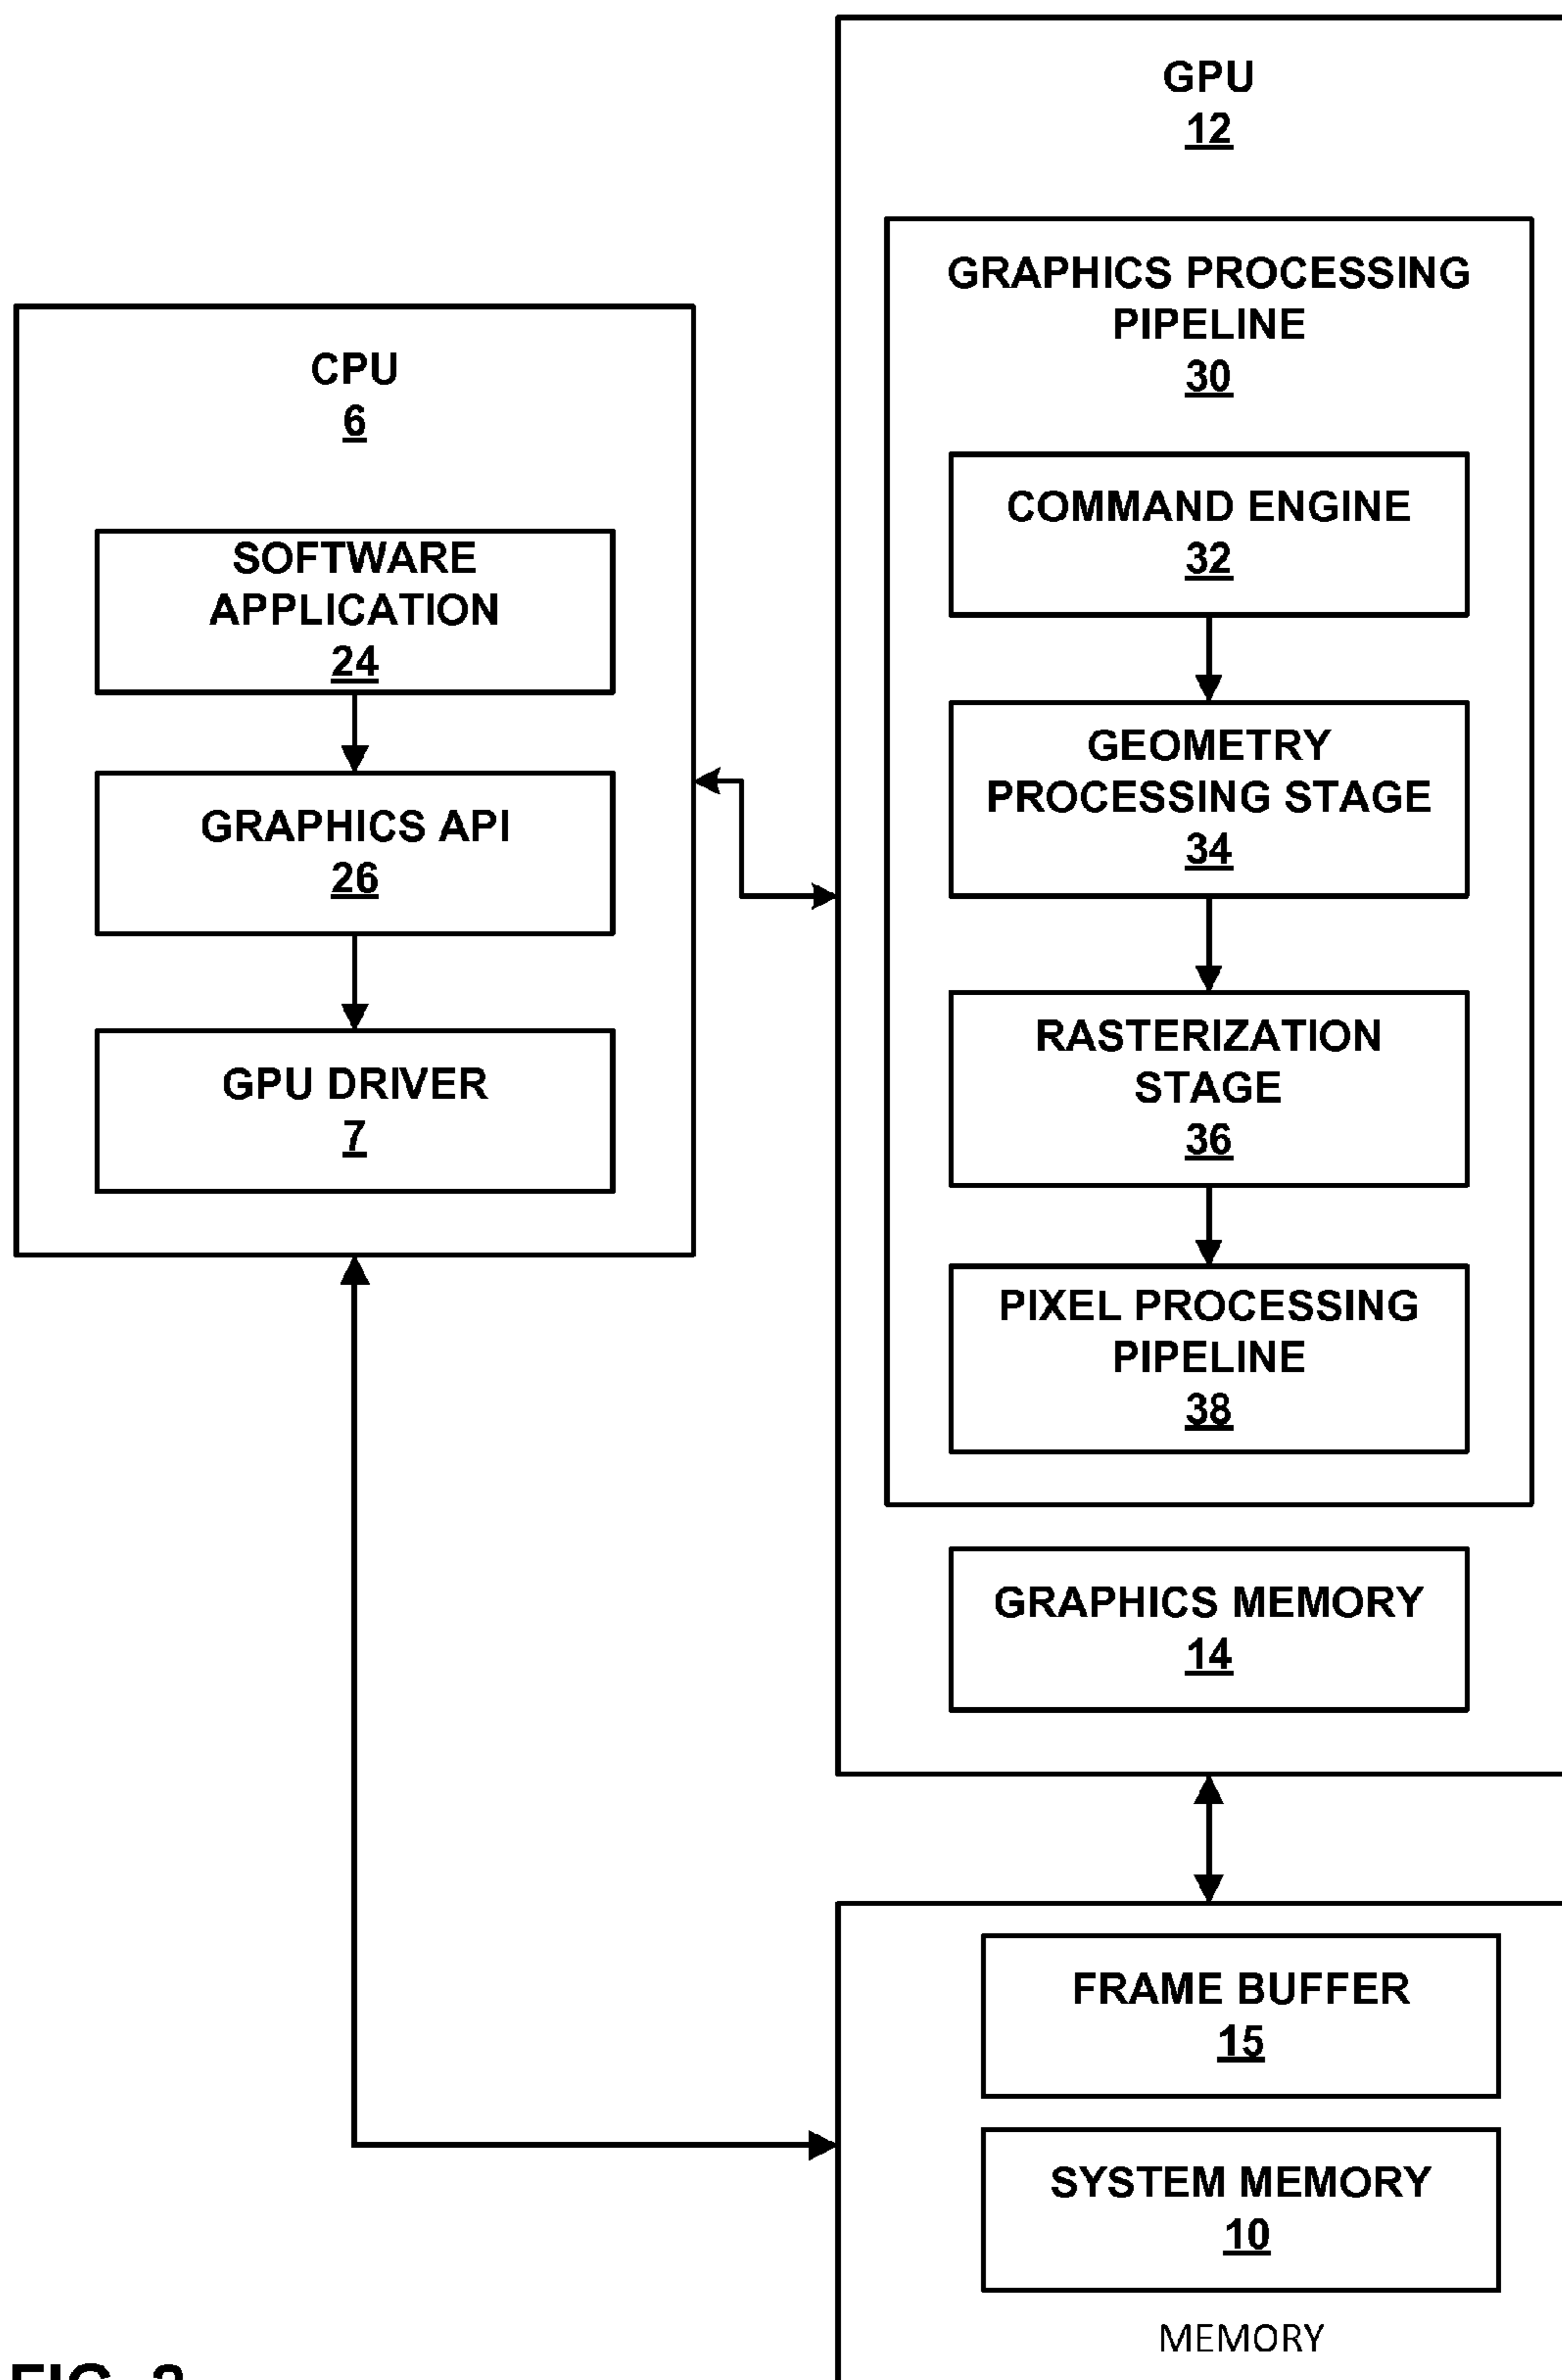 GPU
12
GRAPHICS PROCESSING
PIPELINE
30
COMMAND ENGINE
32
GEOMETRY
PROCESSING STAGE
34
RASTERIZATION
STAGE
36
PIXEL PROCESSING
PIPELINE
38
GRAPHICS MEMORY
14
CPU
6
SOFTWARE
APPLICATION
24
GRAPHICS API
26
GPU DRIVER
7
FRAME BUFFER
15
SYSTEM MEMORY
10
MEMORY
FIG.